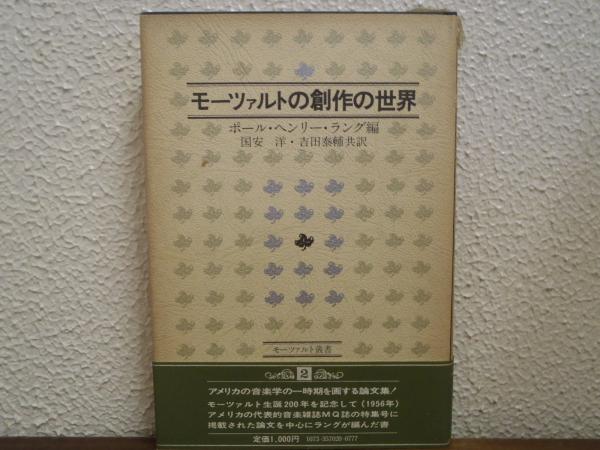 モーツァルトの創作の世界
ポール・ヘンリー・ラング編
国安 洋・吉田泰輔共訳
モーツァルト叢書
2
アメリカの音楽学の一時期を画する論文集!
モーツァルト生誕200年を記念して(1956年)
アメリカの代表的音楽雑誌MQ誌の特集号に
掲載された論文を中心にラングが編んだ書
定価1,000円 1073-357020-0777